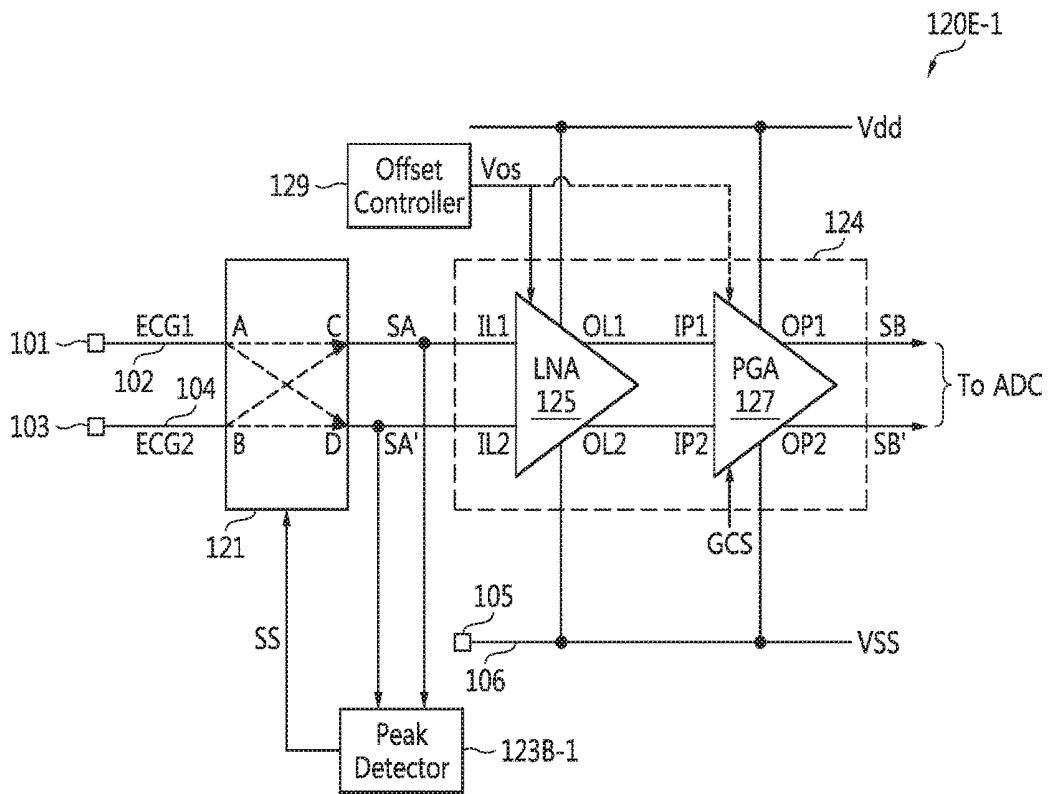 120E-1
Vdd
Offset
Controller
129
Vos
124
ECG1
A
C
SA
IL1
OL1
IP1
OP1
SB
101
102
LNA
125
PGA
127
To ADC
104
103
ECG2
B
D
SA'
IL2
OL2
IP2
OP2
SB'
121
GCS
105
SS
106
VSS
Peak
Detector
123B-1